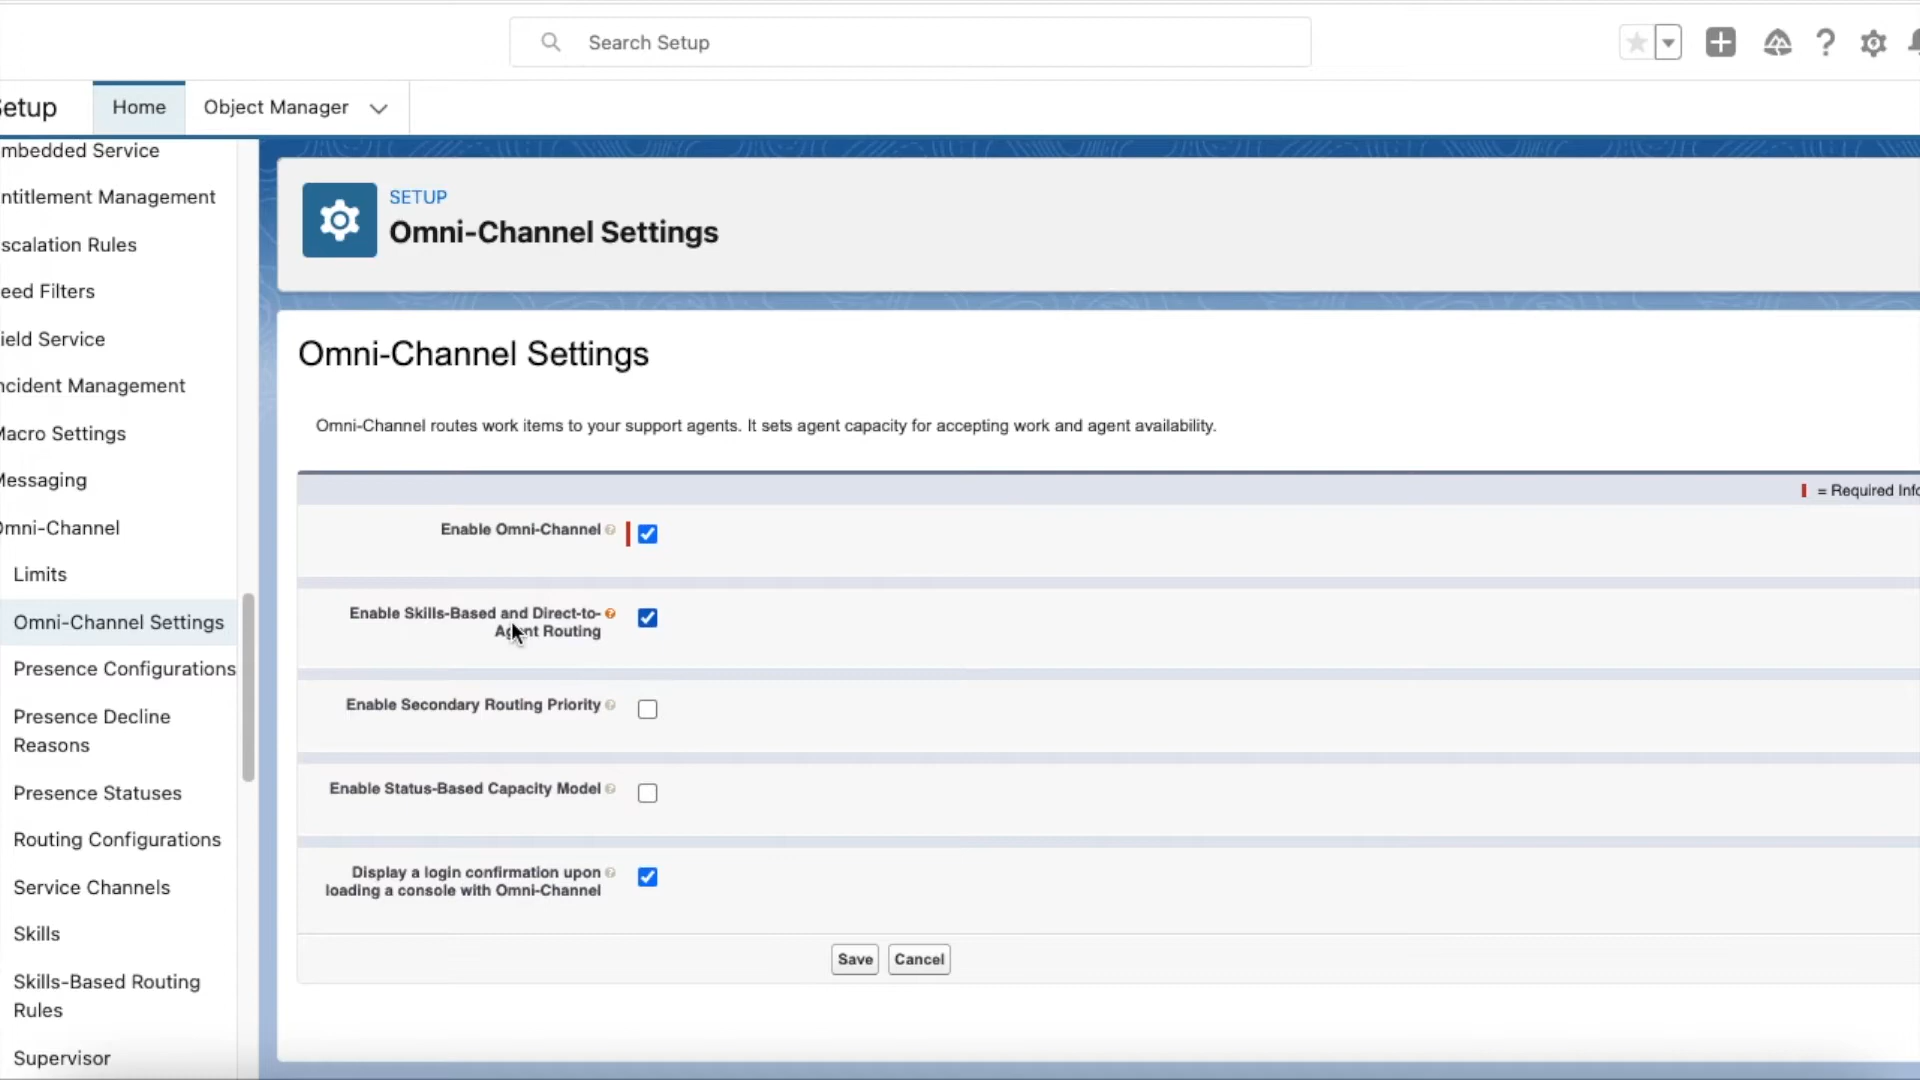 Search Setup
etup
Home
Object Manager
mbedded Service
ntitlement Management
scalation Rules
eed Filters
ield Service
ncident Management
Macro Settings
Messaging
Omni-Channel
Limits
Omni-Channel Settings
Presence Configurations
Presence Decline
Reasons
Presence Statuses
Routing Configurations
Service Channels
Skills
Skills-Based Routing
Rules
Supervisor
SETUP
Omni-Channel Settings
Omni-Channel Settings
Omni-Channel routes work items to your support agents. It sets agent capacity for accepting work and agent availability.
= Required Info
Enable Omni-Channel
Enable Skills-Based and Direct-to-
Agent Routing
Enable Secondary Routing Priority
Enable Status-Based Capacity Model
Display a login confirmation upon
loading a console with Omni-Channel
Save
Cancel